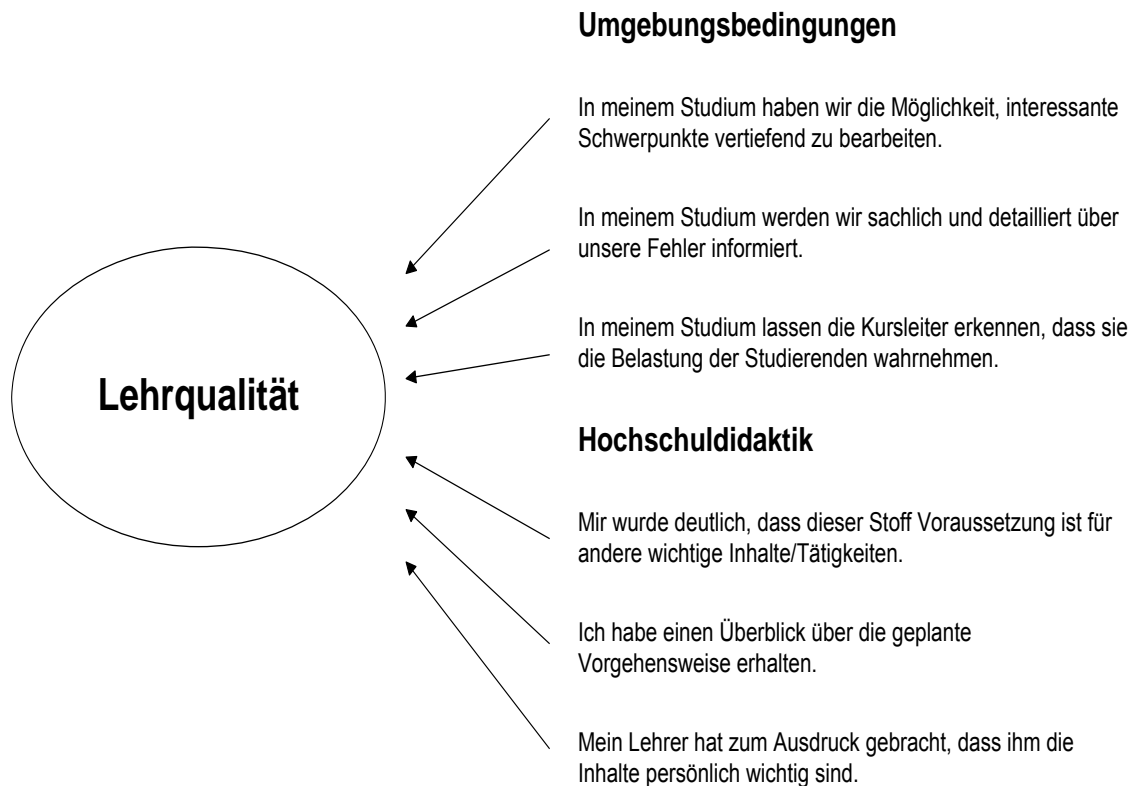 Umgebungsbedingungen
In meinem Studium haben wir die Möglichkeit, interessante
Schwerpunkte vertiefend zu bearbeiten.
In meinem Studium werden wir sachlich und detailliert über
unsere Fehler informiert.
In meinem Studium lassen die Kursleiter erkennen, dass sie
die Belastung der Studierenden wahrnehmen.
Lehrqualität
Hochschuldidaktik
Mir wurde deutlich, dass dieser Stoff Voraussetzung ist für
andere wichtige Inhalte/Tätigkeiten.
Ich habe einen Überblick über die geplante
Vorgehensweise erhalten.
Mein Lehrer hat zum Ausdruck gebracht, dass ihm die
Inhalte persönlich wichtig sind.